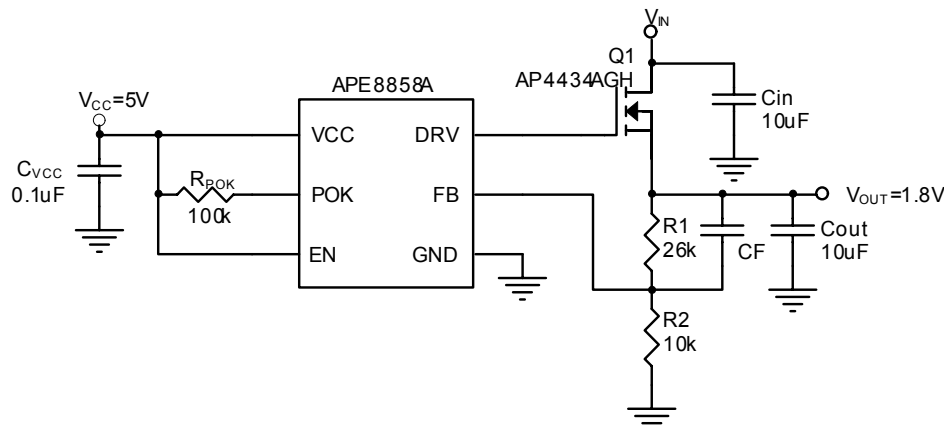 VIN
Q1
AP4434AGH
APE8858A
Cin
10uF
VCC=5V
VCC
DRV
CVCC
0.1uF
RPOK
100k
POK
FB
VOUT=1.8V
R1
26k
CF
Cout
10uF
EN
GND
R2
10k